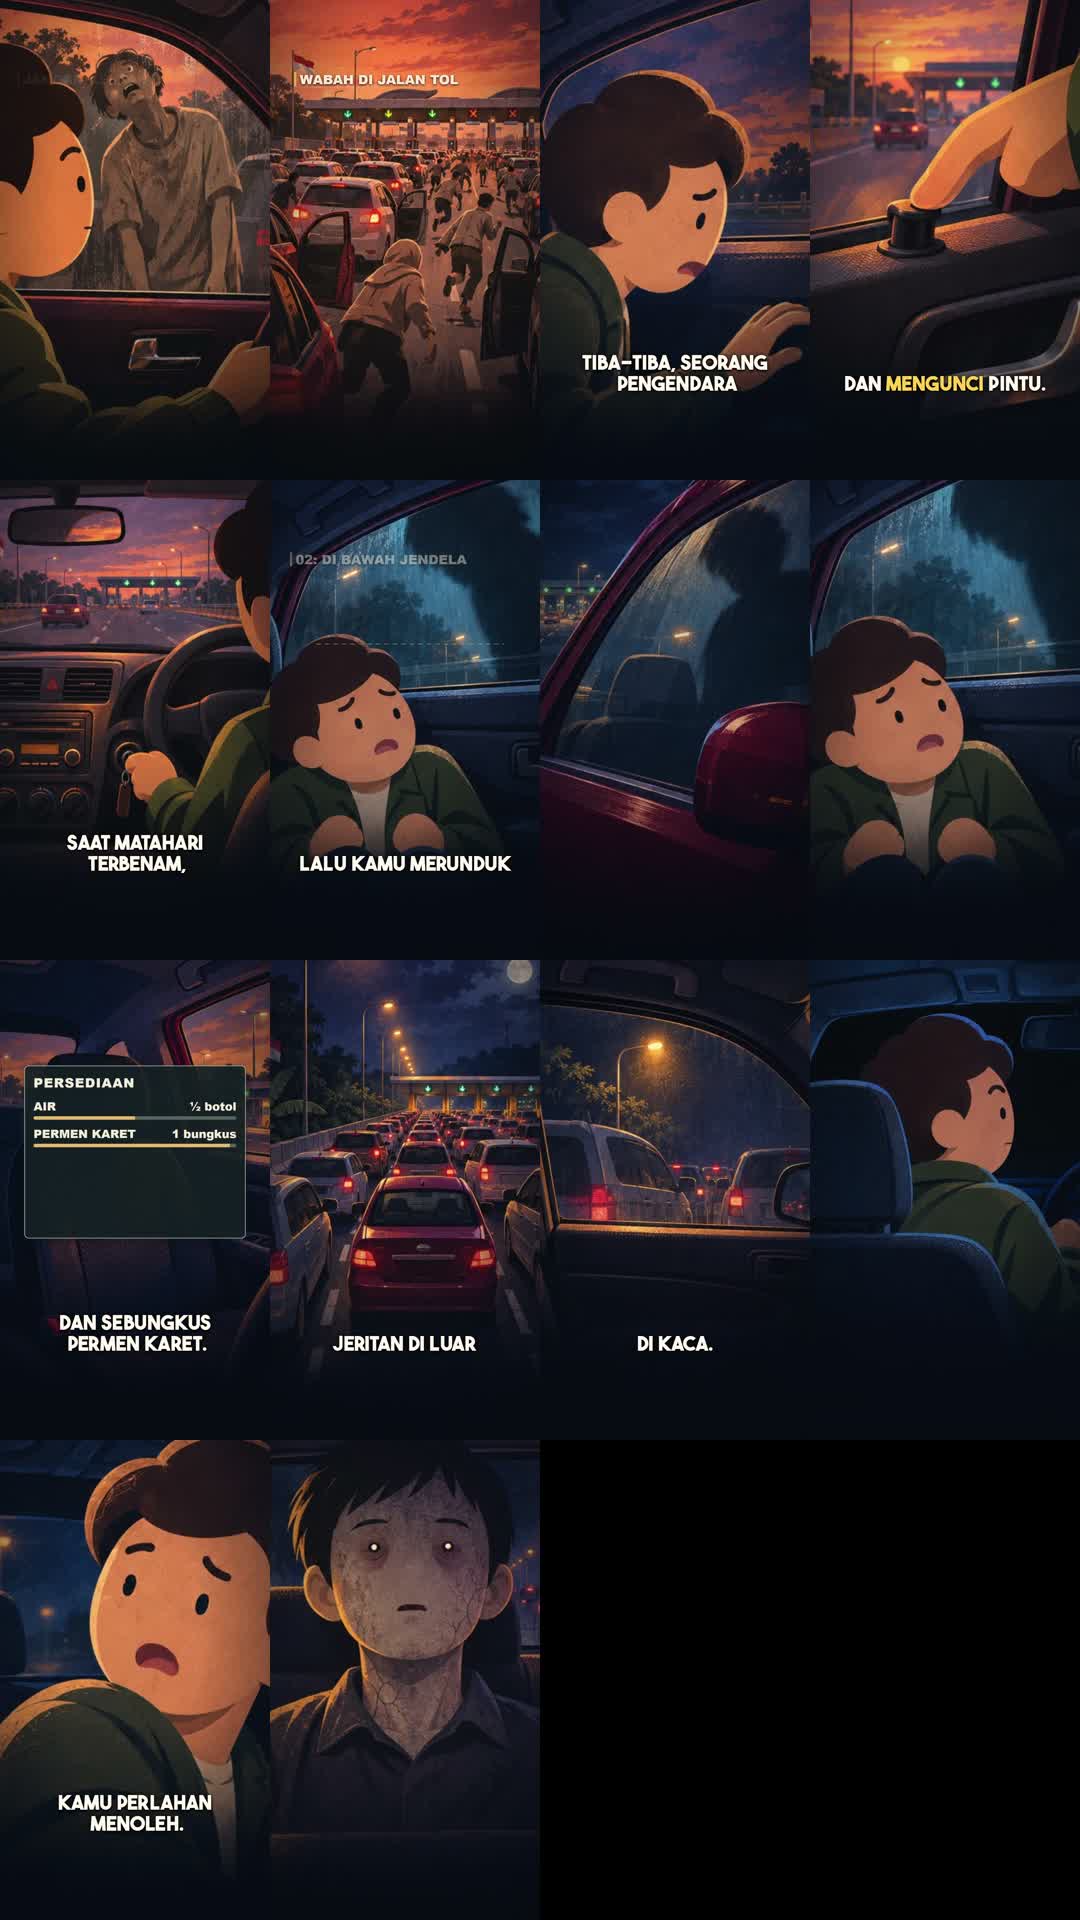 WABAH DI JALAN TOL
TIBA-TIBA, SEORANG
PENGENDARA
DAN MENGUNCI PINTU.
SAAT MATAHARI
TERBENAM,
02: DI BAWAH JENDELA
LALU KAMU MERUNDUK
PERSEDIAAN
AIR ½ botol
PERMEN KARET 1 bungkus
DAN SEBUNGKUS
PERMEN KARET.
JERITAN DI LUAR
DI KACA.
KAMU PERLAHAN
MENOLEH.